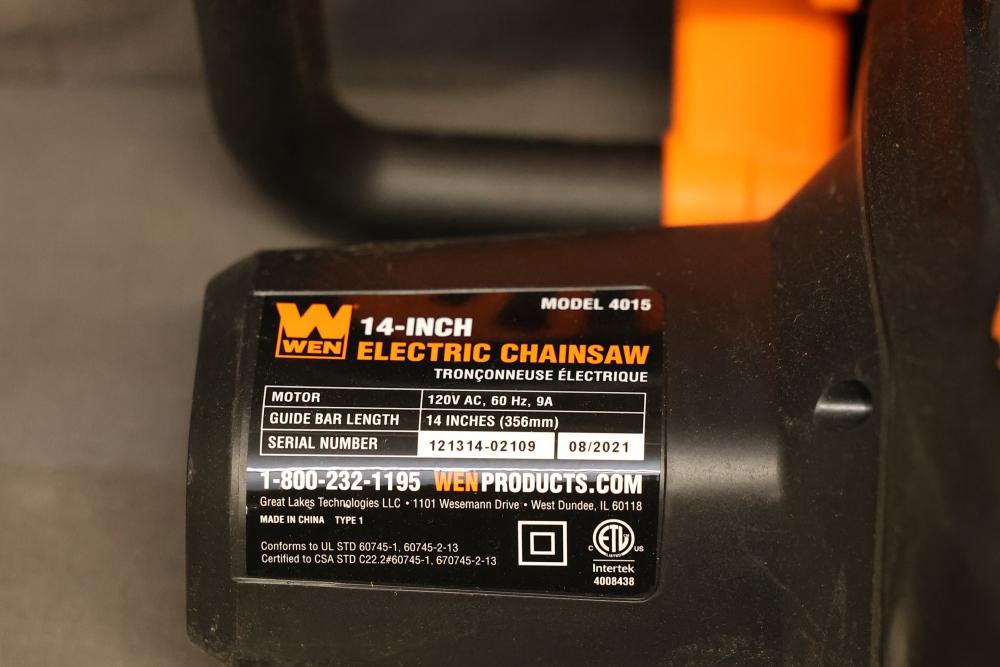 MODEL 4015
WEN
14-INCH
ELECTRIC CHAINSAW
TRONÇONNEUSE ÉLECTRIQUE
MOTOR 120V AC, 60 Hz, 9A
GUIDE BAR LENGTH 14 INCHES (356mm)
SERIAL NUMBER 121314-02109 08/2021
1-800-232-1195 WENPRODUCTS.COM
Great Lakes Technologies LLC • 1101 Wesemann Drive • West Dundee, IL 60118
MADE IN CHINA TYPE 1
Conforms to UL STD 60745-1, 60745-2-13
Certified to CSA STD C22.2#60745-1, 670745-2-13
C ETL US
LISTED
Intertek
4008438